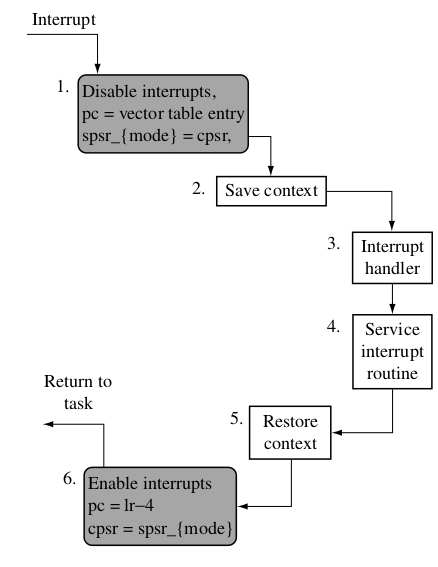 Interrupt
1.
Disable interrupts,
pc = vector table entry
spsr_{mode} = cpsr,
2.
Save context
3.
Interrupt
handler
4.
Service
interrupt
routine
Return to
task
5.
Restore
context
6.
Enable interrupts
pc = lr−4
cpsr = spsr_{mode}